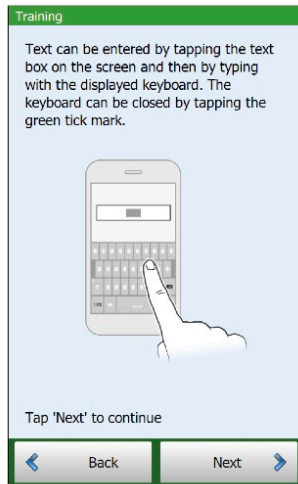 Training
Text can be entered by tapping the text
box on the screen and then by typing
with the displayed keyboard. The
keyboard can be closed by tapping the
green tick mark.
Tap 'Next' to continue
Back
Next